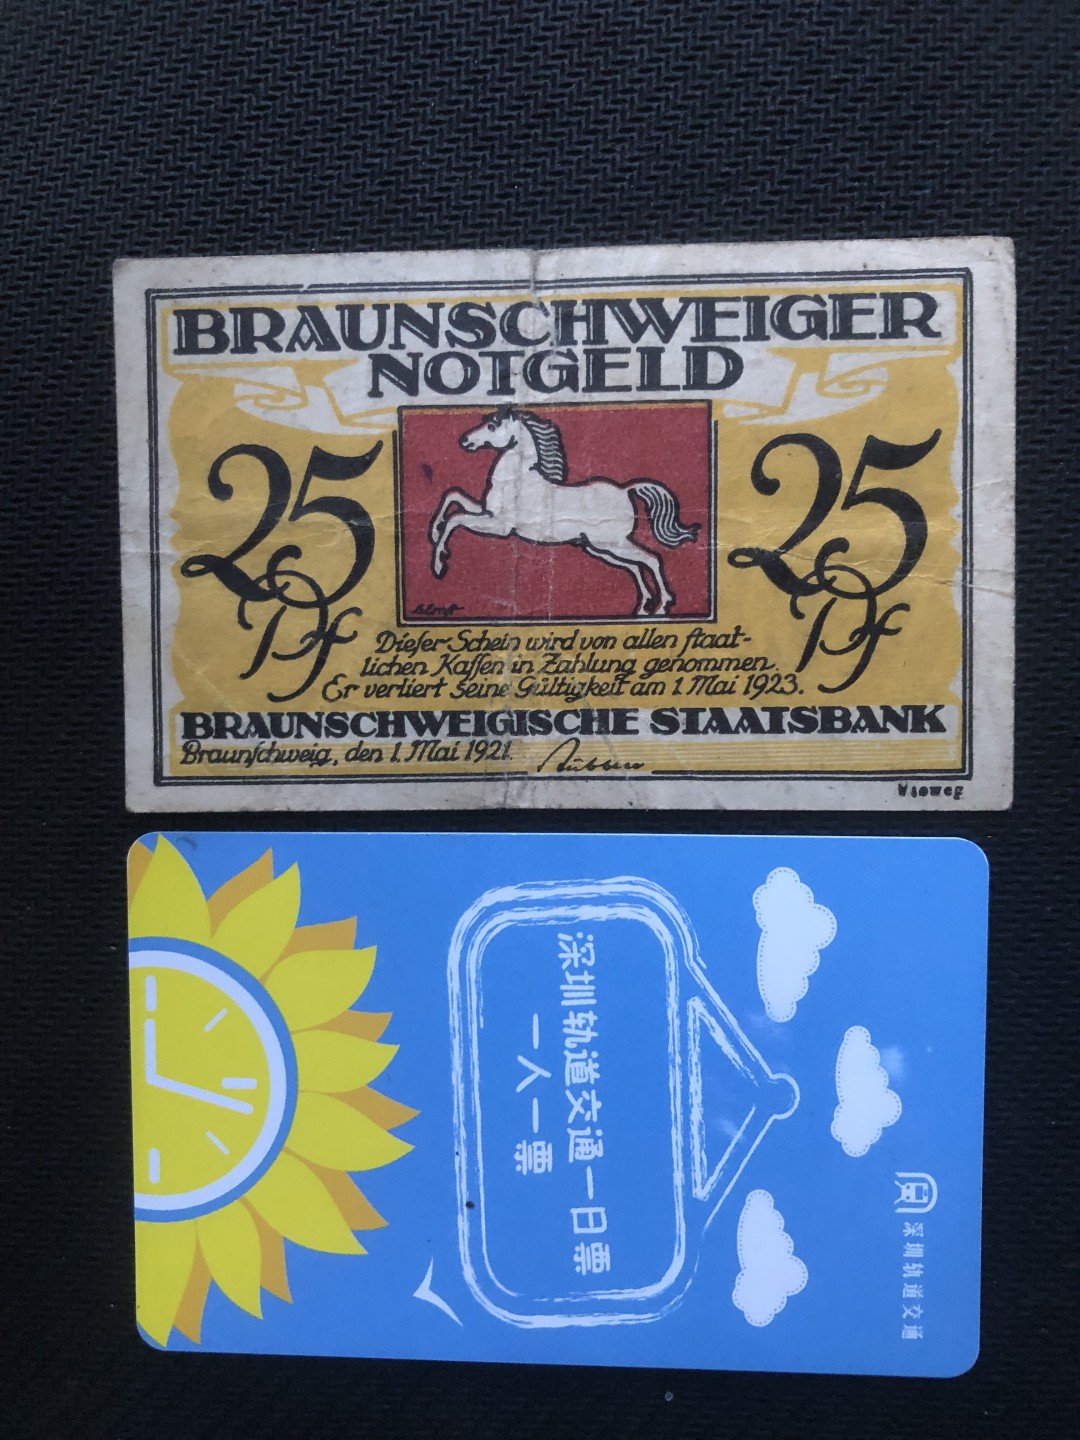 BRAUNSCHWEIGER
NOTGELD
25 Pf
25 Pf
Dieſer Schein wird von allen ſtaat-
lichen Kaſſen in Zahlung genommen.
Er verliert seine Gültigkeit am 1. Mai 1923.
BRAUNSCHWEIGISCHE STAATSBANK
Braunſchweig, den 1. Mai 1921.
Vieweg
深圳轨道交通一日票
一人一票
深圳轨道交通